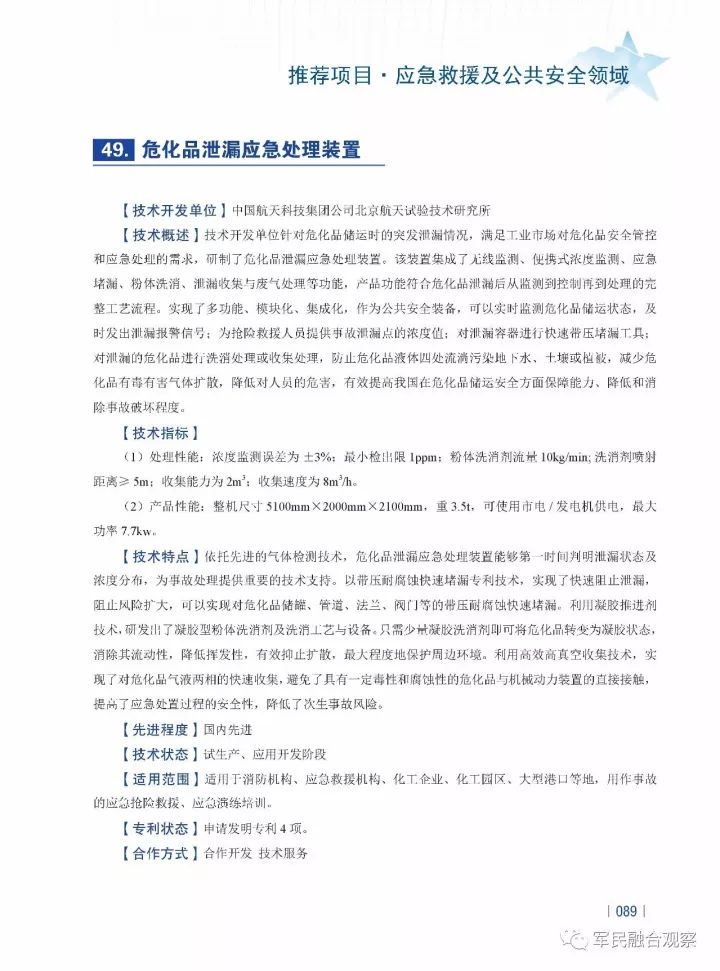 推荐项目·应急救援及公共安全领域
49. 危化品泄漏应急处理装置
【技术开发单位】中国航天科技集团公司北京航天试验技术研究所
【技术概述】技术开发单位针对危化品储运时的突发泄漏情况，满足工业市场对危化品安全管控
和应急处理的需求，研制了危化品泄漏应急处理装置。该装置集成了无线监测、便携式浓度监测、应急
堵漏、粉体洗消、泄漏收集与废气处理等功能，产品功能符合危化品泄漏后从监测到控制再到处理的完
整工艺流程。实现了多功能、模块化、集成化，作为公共安全装备，可以实时监测危化品储运状态，及
时发出泄漏报警信号；为抢险救援人员提供事故泄漏点的浓度值；对泄漏容器进行快速带压堵漏工具；
对泄漏的危化品进行洗消处理或收集处理，防止危化品液体四处流淌污染地下水、土壤或植被，减少危
化品有毒有害气体扩散，降低对人员的危害，有效提高我国在危化品储运安全方面保障能力、降低和消
除事故破坏程度。
【技术指标】
（1）处理性能：浓度监测误差为 ±3%；最小检出限 1ppm；粉体洗消剂流量 10kg/min; 洗消剂喷射
距离≥ 5m；收集能力为 2m³；收集速度为 8m³/h。
（2）产品性能：整机尺寸 5100mm×2000mm×2100mm，重 3.5t，可使用市电 / 发电机供电，最大
功率 7.7kw。
【技术特点】依托先进的气体检测技术，危化品泄漏应急处理装置能够第一时间判明泄漏状态及
浓度分布，为事故处理提供重要的技术支持。以带压耐腐蚀快速堵漏专利技术，实现了快速阻止泄漏，
阻止风险扩大，可以实现对危化品储罐、管道、法兰、阀门等的带压耐腐蚀快速堵漏。利用凝胶推进剂
技术，研发出了凝胶型粉体洗消剂及洗消工艺与设备。只需少量凝胶洗消剂即可将危化品转变为凝胶状态，
消除其流动性，降低挥发性，有效抑止扩散，最大程度地保护周边环境。利用高效高真空收集技术，实
现了对危化品气液两相的快速收集，避免了具有一定毒性和腐蚀性的危化品与机械动力装置的直接接触，
提高了应急处置过程的安全性，降低了次生事故风险。
【先进程度】国内先进
【技术状态】试生产、应用开发阶段
【适用范围】适用于消防机构、应急救援机构、化工企业、化工园区、大型港口等地，用作事故
的应急抢险救援、应急演练培训。
【专利状态】申请发明专利 4 项。
【合作方式】合作开发 技术服务
| 089 |
军民融合观察